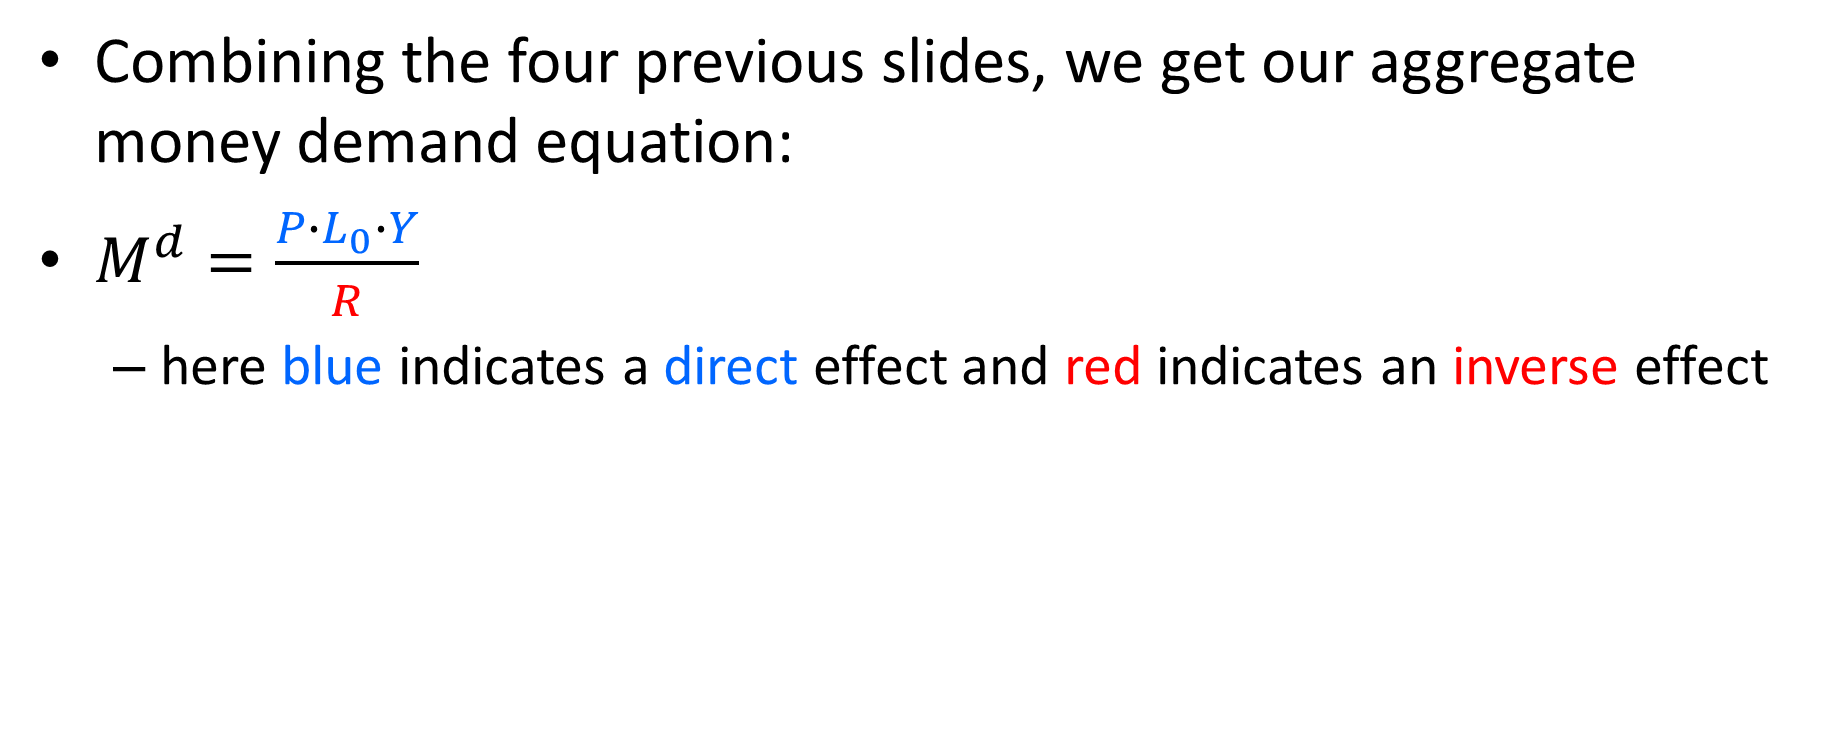 • Combining the four previous slides, we get our aggregate
money demand equation:
• M^d = (P·L₀·Y)/R
– here blue indicates a direct effect and red indicates an inverse effect